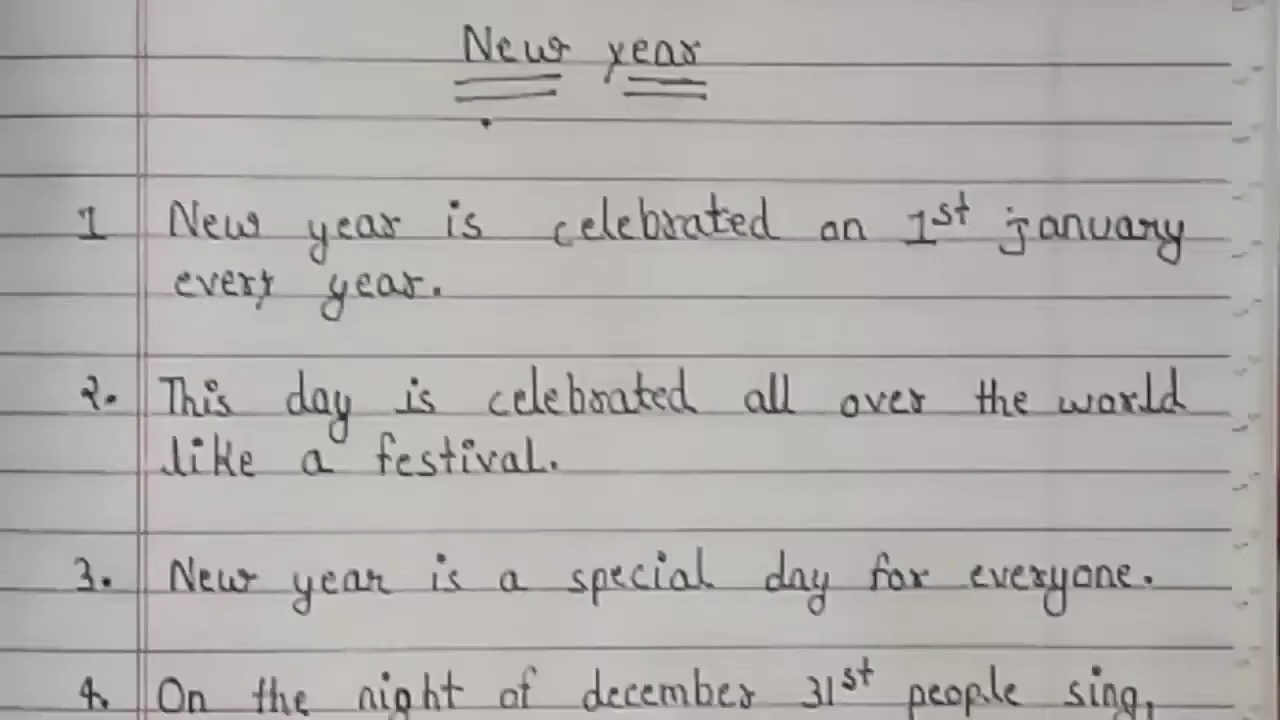 New year
1 New year is celebrated on 1st january
every year.
2. This day is celebrated all over the world
like a festival.
3. New year is a special day for everyone.
4. On the night of december 31st people sing,